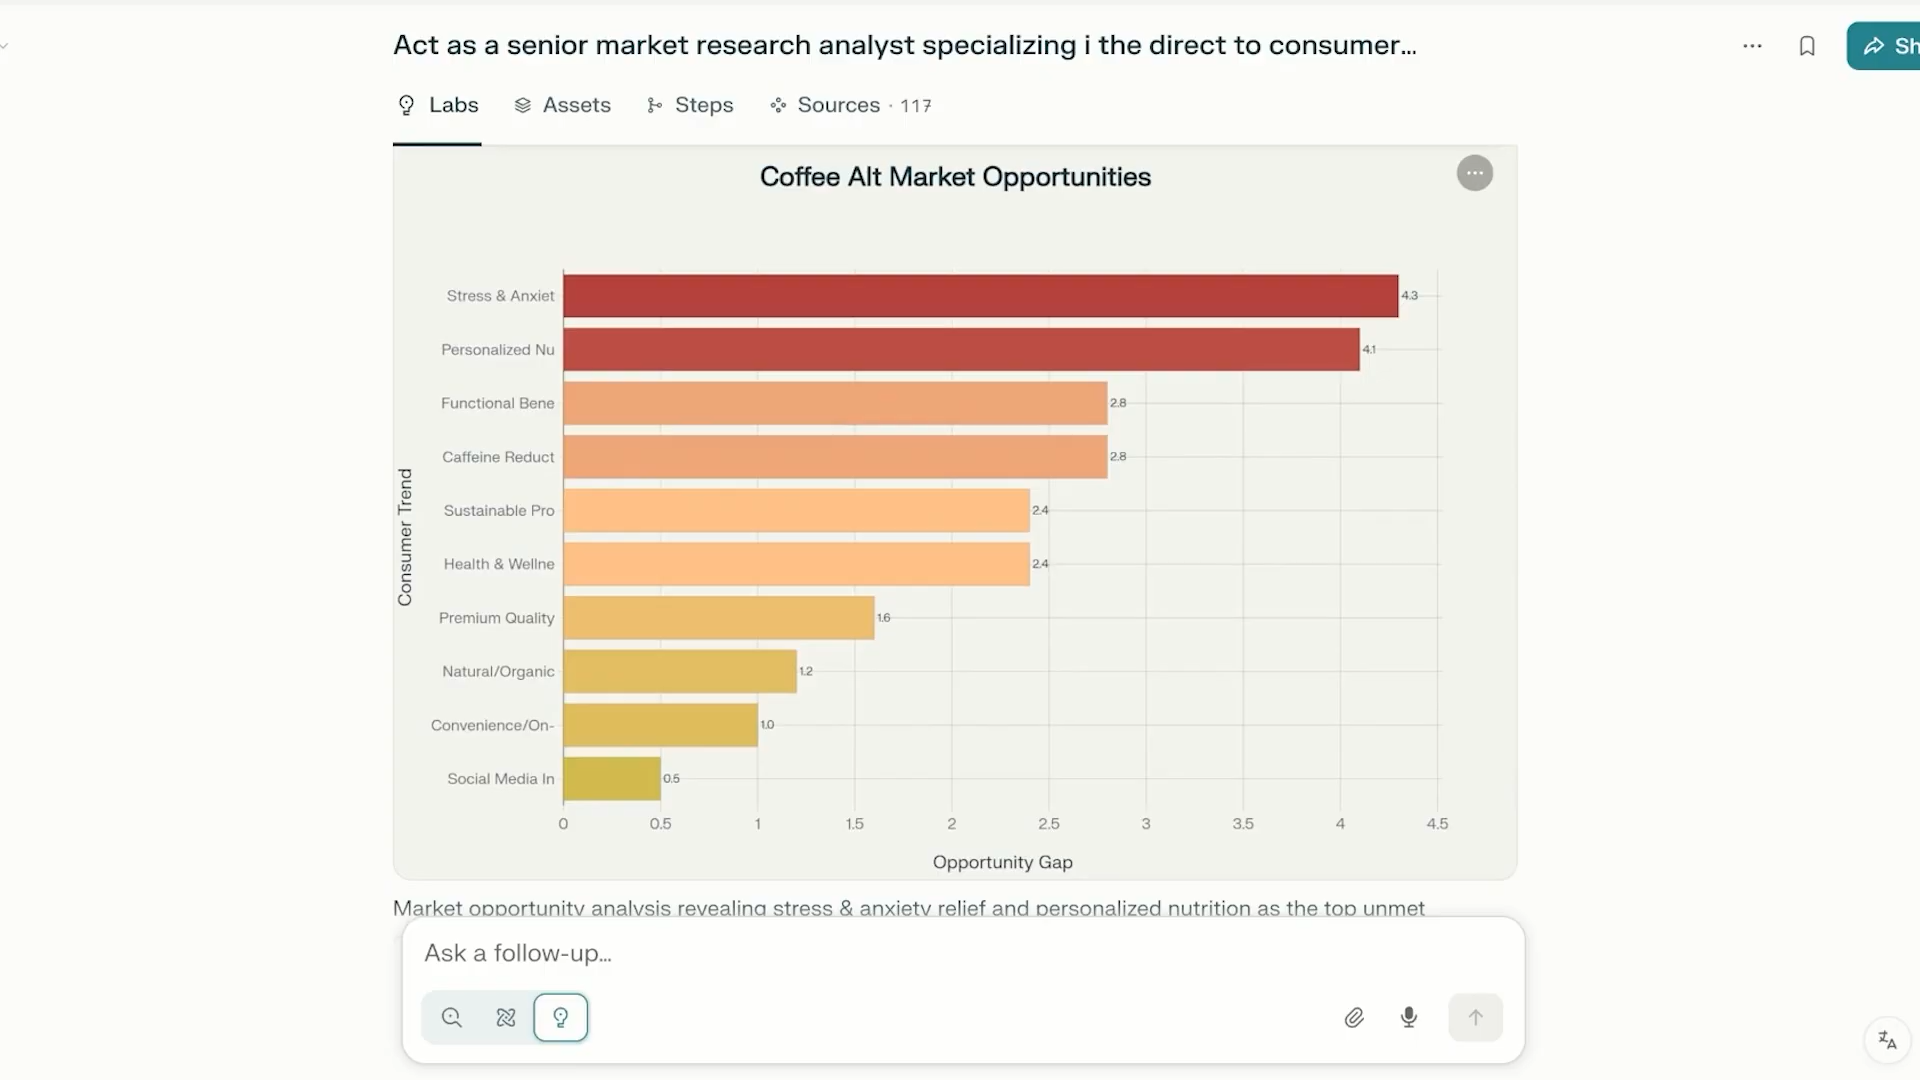 Act as a senior market research analyst specializing i the direct to consumer...
Sh
Labs
Assets
Steps
Sources · 117
Coffee Alt Market Opportunities
Consumer Trend
Stress & Anxiet 4.3
Personalized Nu 4.1
Functional Bene 2.8
Caffeine Reduct 2.8
Sustainable Pro 2.4
Health & Wellne 2.4
Premium Quality 1.6
Natural/Organic 1.2
Convenience/On- 1.0
Social Media In 0.5
0 0.5 1 1.5 2 2.5 3 3.5 4 4.5
Opportunity Gap
Market opportunity analysis revealing stress & anxiety relief and personalized nutrition as the top unmet
Ask a follow-up...